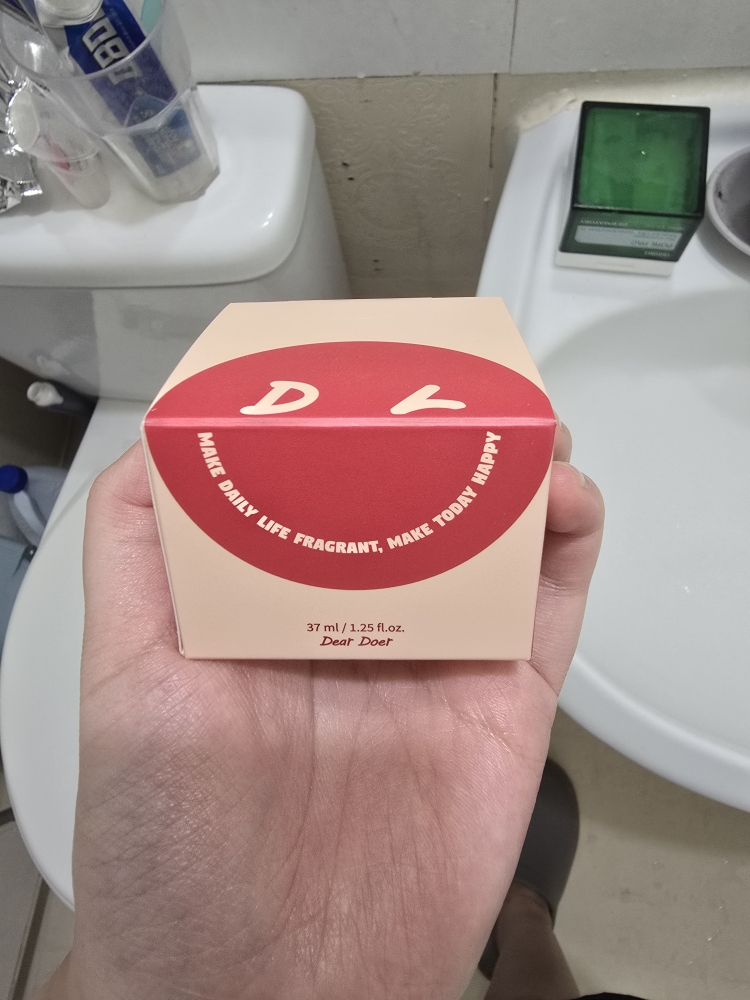 D
MAKE DAILY LIFE FRAGRANT, MAKE TODAY HAPPY
37 ml / 1.25 fl.oz.
Dear Doer